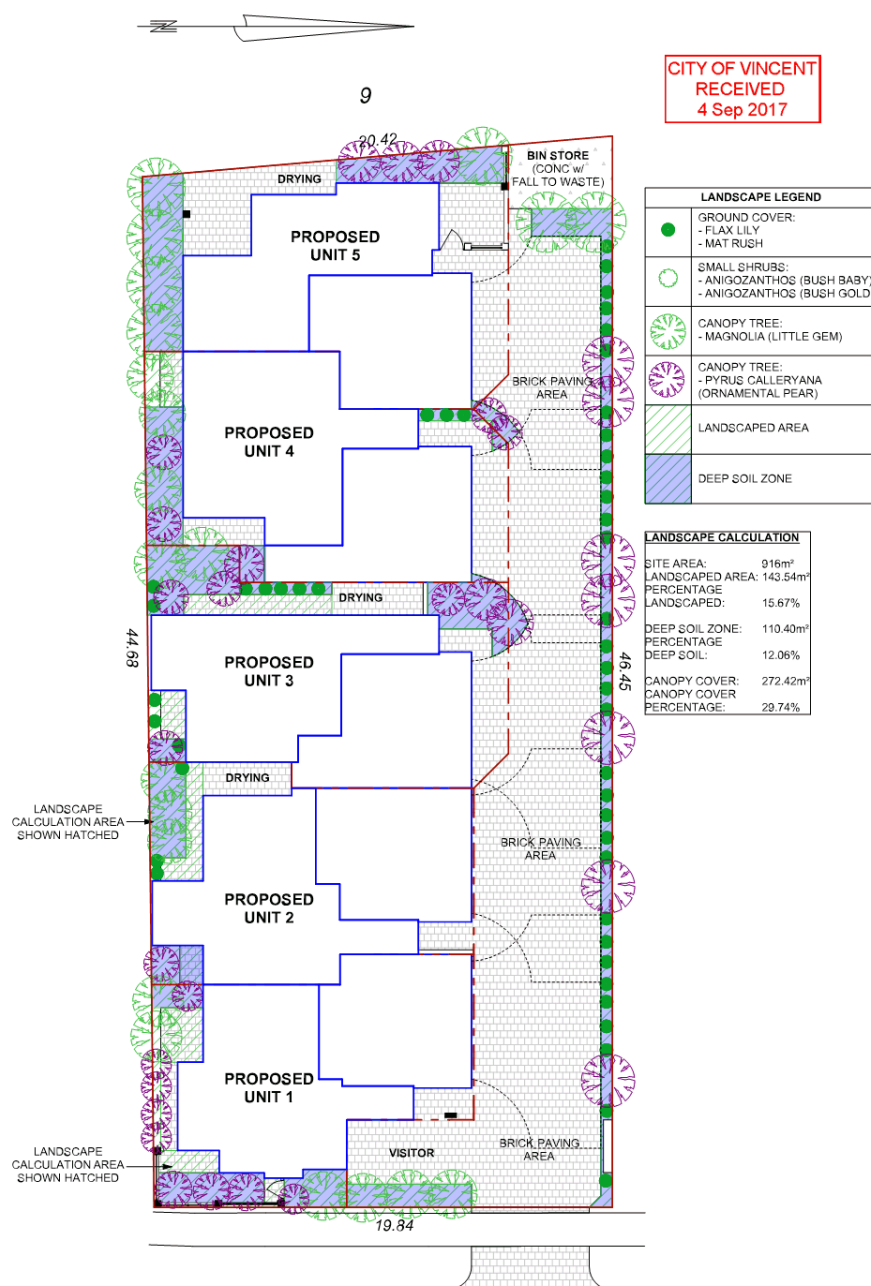 N
9
CITY OF VINCENT
RECEIVED
4 Sep 2017
20.42
BIN STORE
(CONC w/
FALL TO WASTE)
DRYING
PROPOSED
UNIT 5
LANDSCAPE LEGEND
GROUND COVER:
- FLAX LILY
- MAT RUSH
SMALL SHRUBS:
- ANIGOZANTHOS (BUSH BABY)
- ANIGOZANTHOS (BUSH GOLD
CANOPY TREE:
- MAGNOLIA (LITTLE GEM)
CANOPY TREE:
- PYRUS CALLERYANA
(ORNAMENTAL PEAR)
LANDSCAPED AREA
DEEP SOIL ZONE
BRICK PAVING
AREA
PROPOSED
UNIT 4
LANDSCAPE CALCULATION
SITE AREA: 916m²
LANDSCAPED AREA: 143.54m²
PERCENTAGE
LANDSCAPED: 15.67%
DEEP SOIL ZONE: 110.40m²
PERCENTAGE
DEEP SOIL: 12.06%
CANOPY COVER: 272.42m²
CANOPY COVER
PERCENTAGE: 29.74%
DRYING
44.68
46.45
PROPOSED
UNIT 3
DRYING
LANDSCAPE
CALCULATION AREA
SHOWN HATCHED
BRICK PAVING
AREA
PROPOSED
UNIT 2
PROPOSED
UNIT 1
LANDSCAPE
CALCULATION AREA
SHOWN HATCHED
VISITOR
BRICK PAVING
AREA
19.84